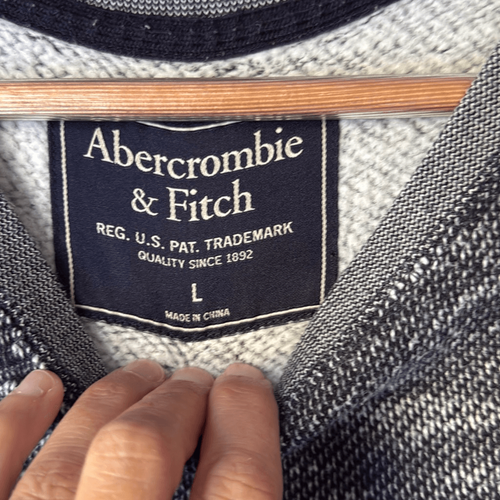 Abercrombie
& Fitch
REG. U.S. PAT. TRADEMARK
QUALITY SINCE 1892
L
MADE IN CHINA